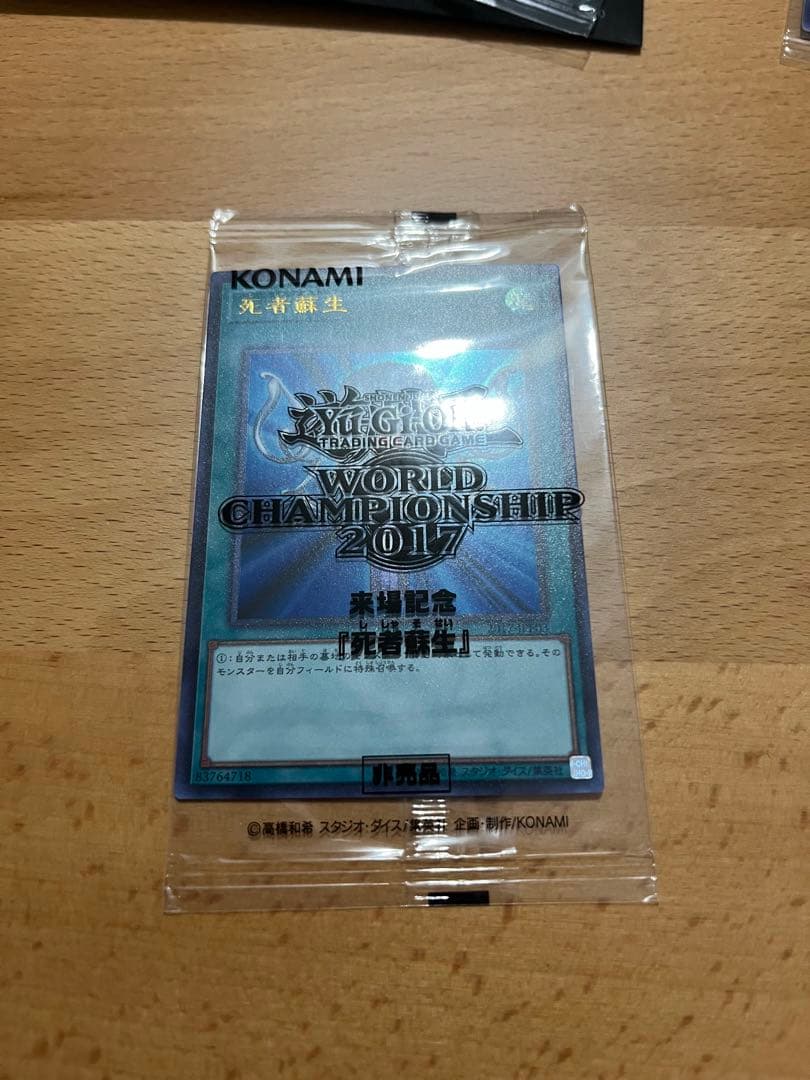 KONAMI
死者蘇生
遊☆戯☆王
YU-GI-OH!
TRADING CARD GAME
WORLD
CHAMPIONSHIP
2017
来場記念
ししゃそせい
『死者蘇生』
①:自分または相手の墓地の
て発動できる。その
モンスターを自分フィールドに特殊召喚する。
非売品
83764718
スタジオ・ダイス/集英社
©高橋和希 スタジオ・ダイス/集英社 企画・制作/KONAMI